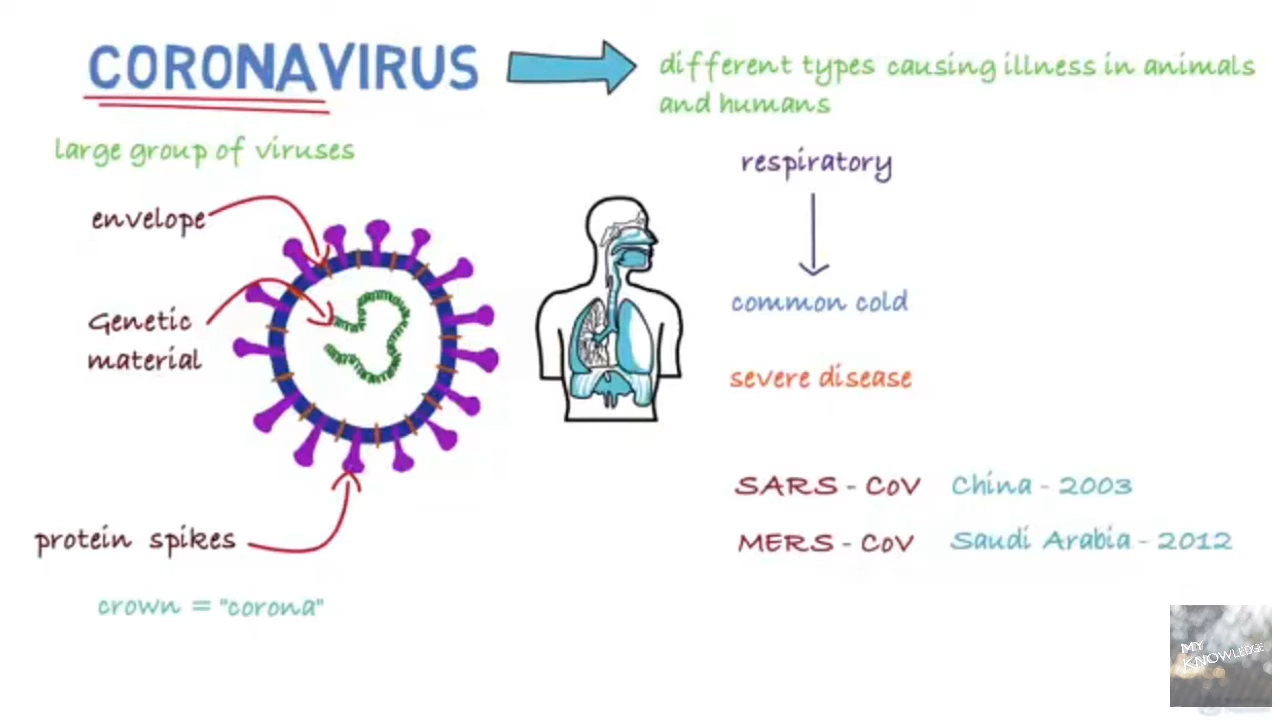 CORONAVIRUS
different types causing illness in animals
and humans
large group of viruses
respiratory
envelope
Genetic
material
common cold
severe disease
SARS - CoV China - 2003
MERS - CoV Saudi Arabia - 2012
protein spikes
crown = "corona"
MY
KNOWLEDGE